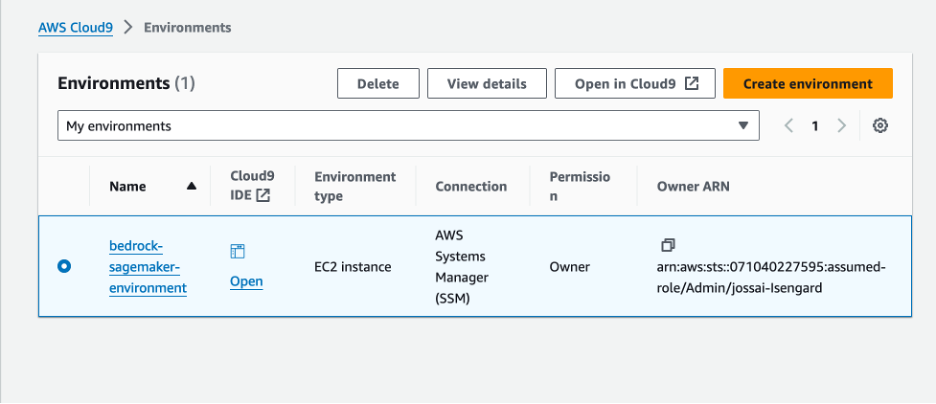 AWS Cloud9 > Environments
Environments (1)
Delete
View details
Open in Cloud9
Create environment
My environments
1
Name
Cloud9
IDE
Environment
type
Connection
Permissio
n
Owner ARN
bedrock-
sagemaker-
environment
Open
EC2 instance
AWS
Systems
Manager
(SSM)
Owner
arn:aws:sts::071040227595:assumed-
role/Admin/jossai-Isengard